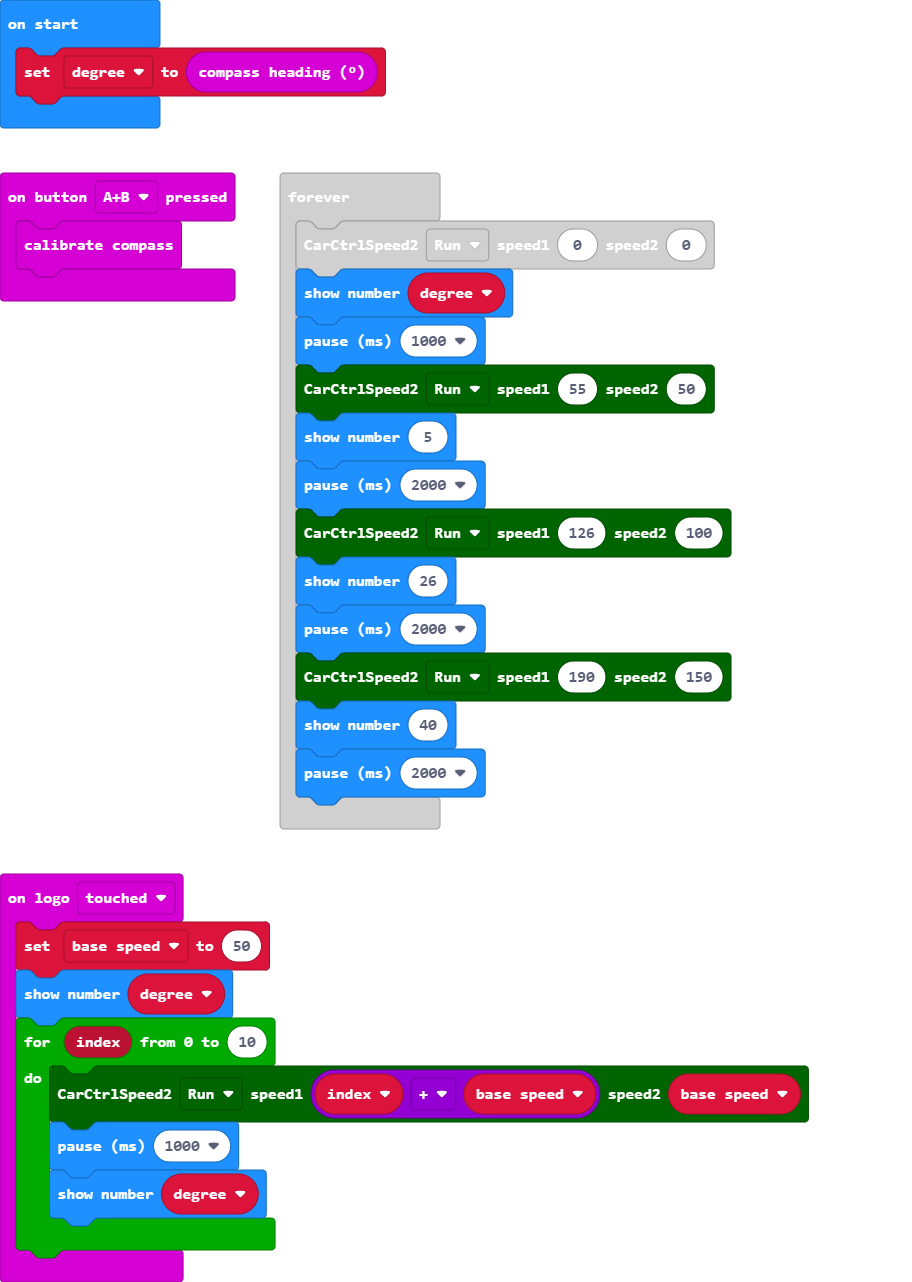 on start
set degree to compass heading (°)
on button A+B pressed
calibrate compass
forever
CarCtrlSpeed2 Run speed1 0 speed2 0
show number degree
pause (ms) 1000
CarCtrlSpeed2 Run speed1 55 speed2 50
show number 5
pause (ms) 2000
CarCtrlSpeed2 Run speed1 126 speed2 100
show number 26
pause (ms) 2000
CarCtrlSpeed2 Run speed1 190 speed2 150
show number 40
pause (ms) 2000
on logo touched
set base speed to 50
show number degree
for index from 0 to 10
do
CarCtrlSpeed2 Run speed1 index + base speed speed2 base speed
pause (ms) 1000
show number degree